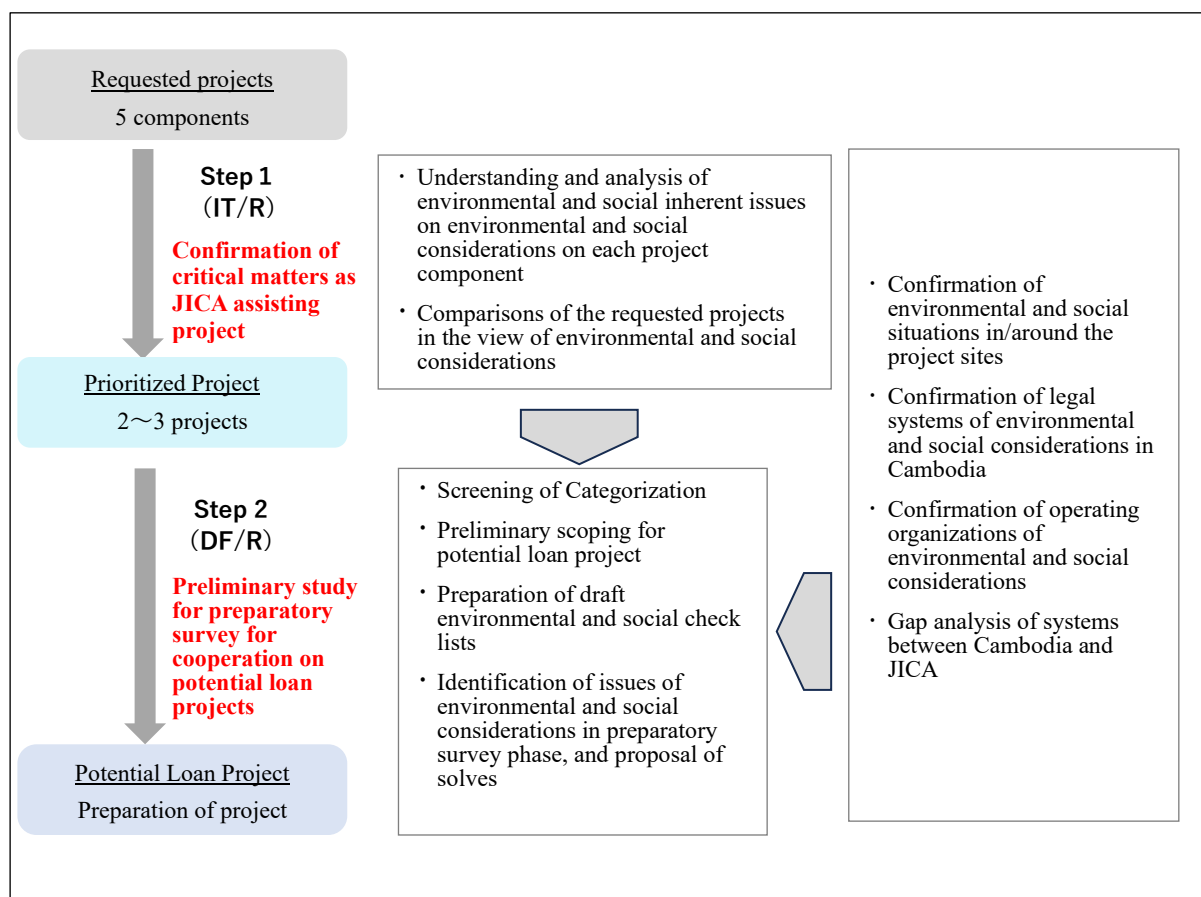 Requested projects
5 components
Step 1
(IT/R)
Confirmation of
critical matters as
JICA assisting
project
Prioritized Project
2～3 projects
Step 2
(DF/R)
Preliminary study
for preparatory
survey for
cooperation on
potential loan
projects
Potential Loan Project
Preparation of project
・ Understanding and analysis of
environmental and social inherent issues
on environmental and social
considerations on each project
component
・ Comparisons of the requested projects
in the view of environmental and social
considerations
・ Screening of Categorization
・ Preliminary scoping for
potential loan project
・ Preparation of draft
environmental and social check
lists
・ Identification of issues of
environmental and social
considerations in preparatory
survey phase, and proposal of
solves
・ Confirmation of
environmental and social
situations in/around the
project sites
・ Confirmation of legal
systems of environmental
and social considerations in
Cambodia
・ Confirmation of operating
organizations of
environmental and social
considerations
・ Gap analysis of systems
between Cambodia and
JICA